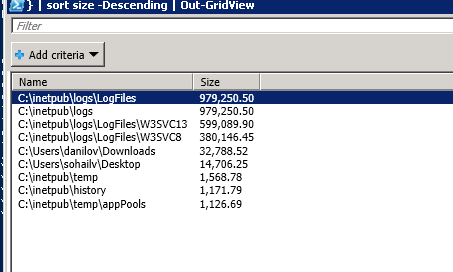 } | sort size -Descending | Out-GridView
Filter
Add criteria
Name Size
C:\inetpub\logs\LogFiles 979,250.50
C:\inetpub\logs 979,250.50
C:\inetpub\logs\LogFiles\W3SVC13 599,089.90
C:\inetpub\logs\LogFiles\W3SVC8 380,146.45
C:\Users\danilov\Downloads 32,788.52
C:\Users\sohailv\Desktop 14,706.25
C:\inetpub\temp 1,568.78
C:\inetpub\history 1,171.79
C:\inetpub\temp\appPools 1,126.69